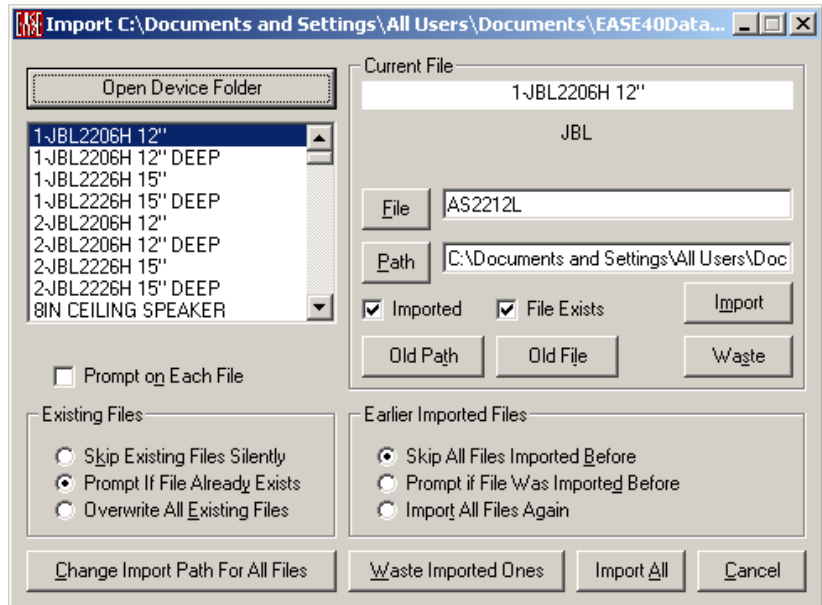 Import C:\Documents and Settings\All Users\Documents\EASE40Data...
Open Device Folder
1-JBL2206H 12''
1-JBL2206H 12'' DEEP
1-JBL2226H 15''
1-JBL2226H 15'' DEEP
2-JBL2206H 12''
2-JBL2206H 12'' DEEP
2-JBL2226H 15''
2-JBL2226H 15'' DEEP
8IN CEILING SPEAKER
Prompt on Each File
Current File
1-JBL2206H 12''
JBL
File AS2212L
Path C:\Documents and Settings\All Users\Doc
Imported File Exists Import
Old Path Old File Waste
Existing Files
Skip Existing Files Silently
Prompt If File Already Exists
Overwrite All Existing Files
Earlier Imported Files
Skip All Files Imported Before
Prompt if File Was Imported Before
Import All Files Again
Change Import Path For All Files Waste Imported Ones Import All Cancel